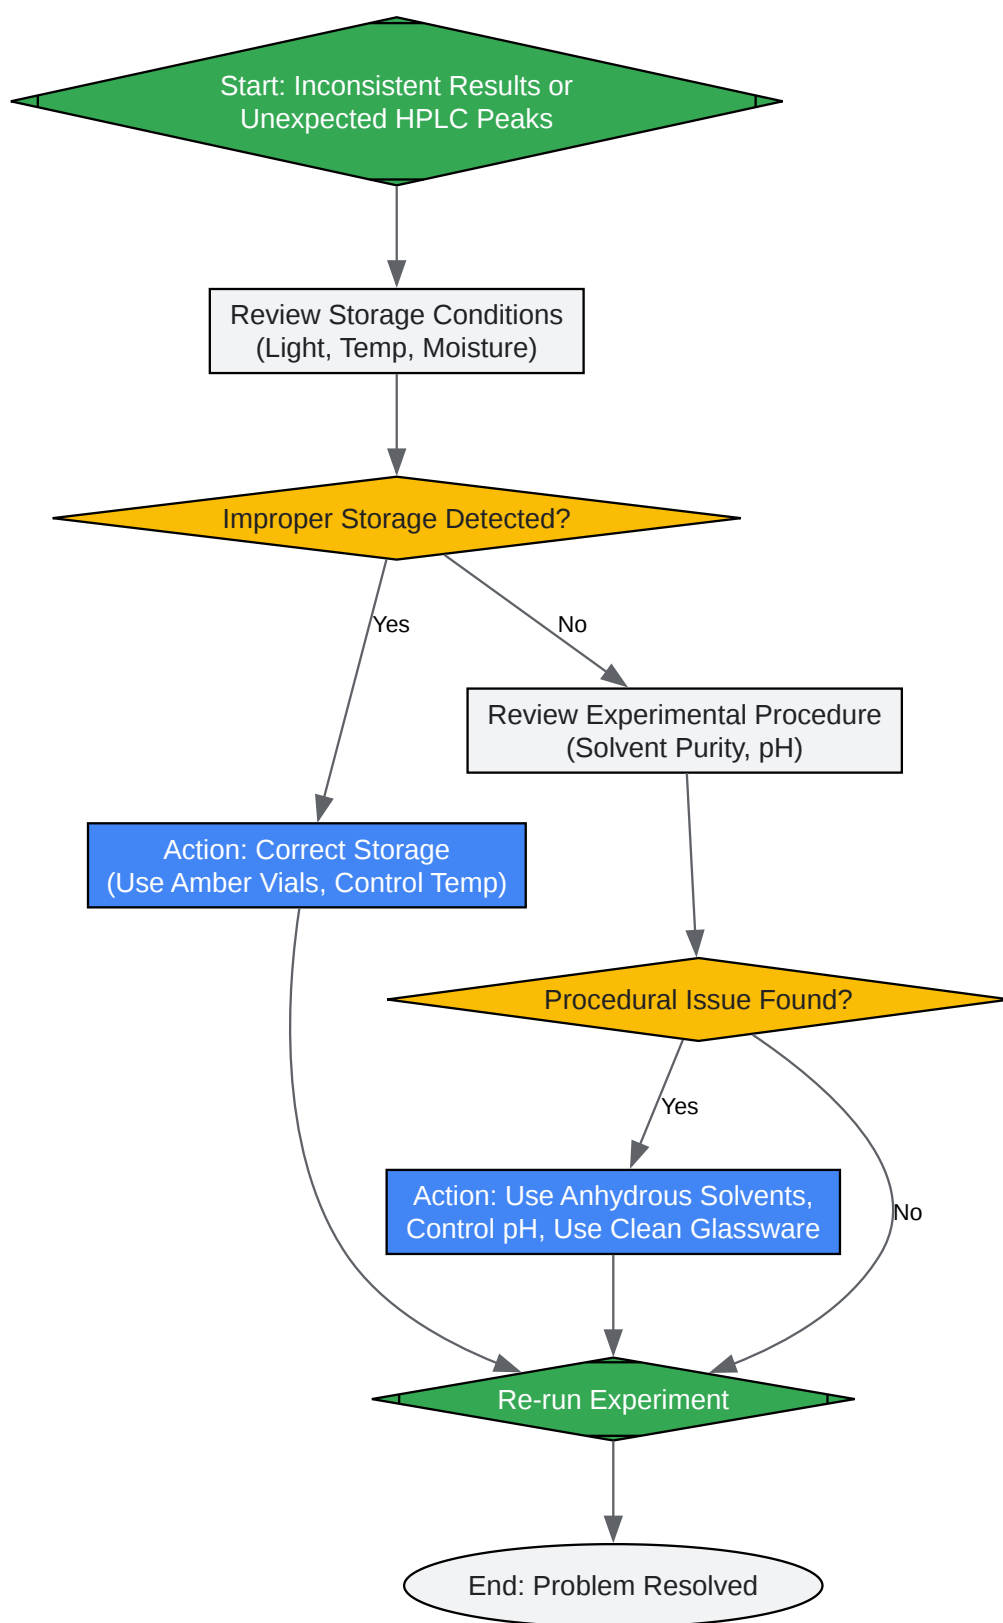 Start: Inconsistent Results or
Unexpected HPLC Peaks
Review Storage Conditions
(Light, Temp, Moisture)
Improper Storage Detected?
Yes
No
Review Experimental Procedure
(Solvent Purity, pH)
Action: Correct Storage
(Use Amber Vials, Control Temp)
Procedural Issue Found?
Yes
Action: Use Anhydrous Solvents,
Control pH, Use Clean Glassware
No
Re-run Experiment
End: Problem Resolved